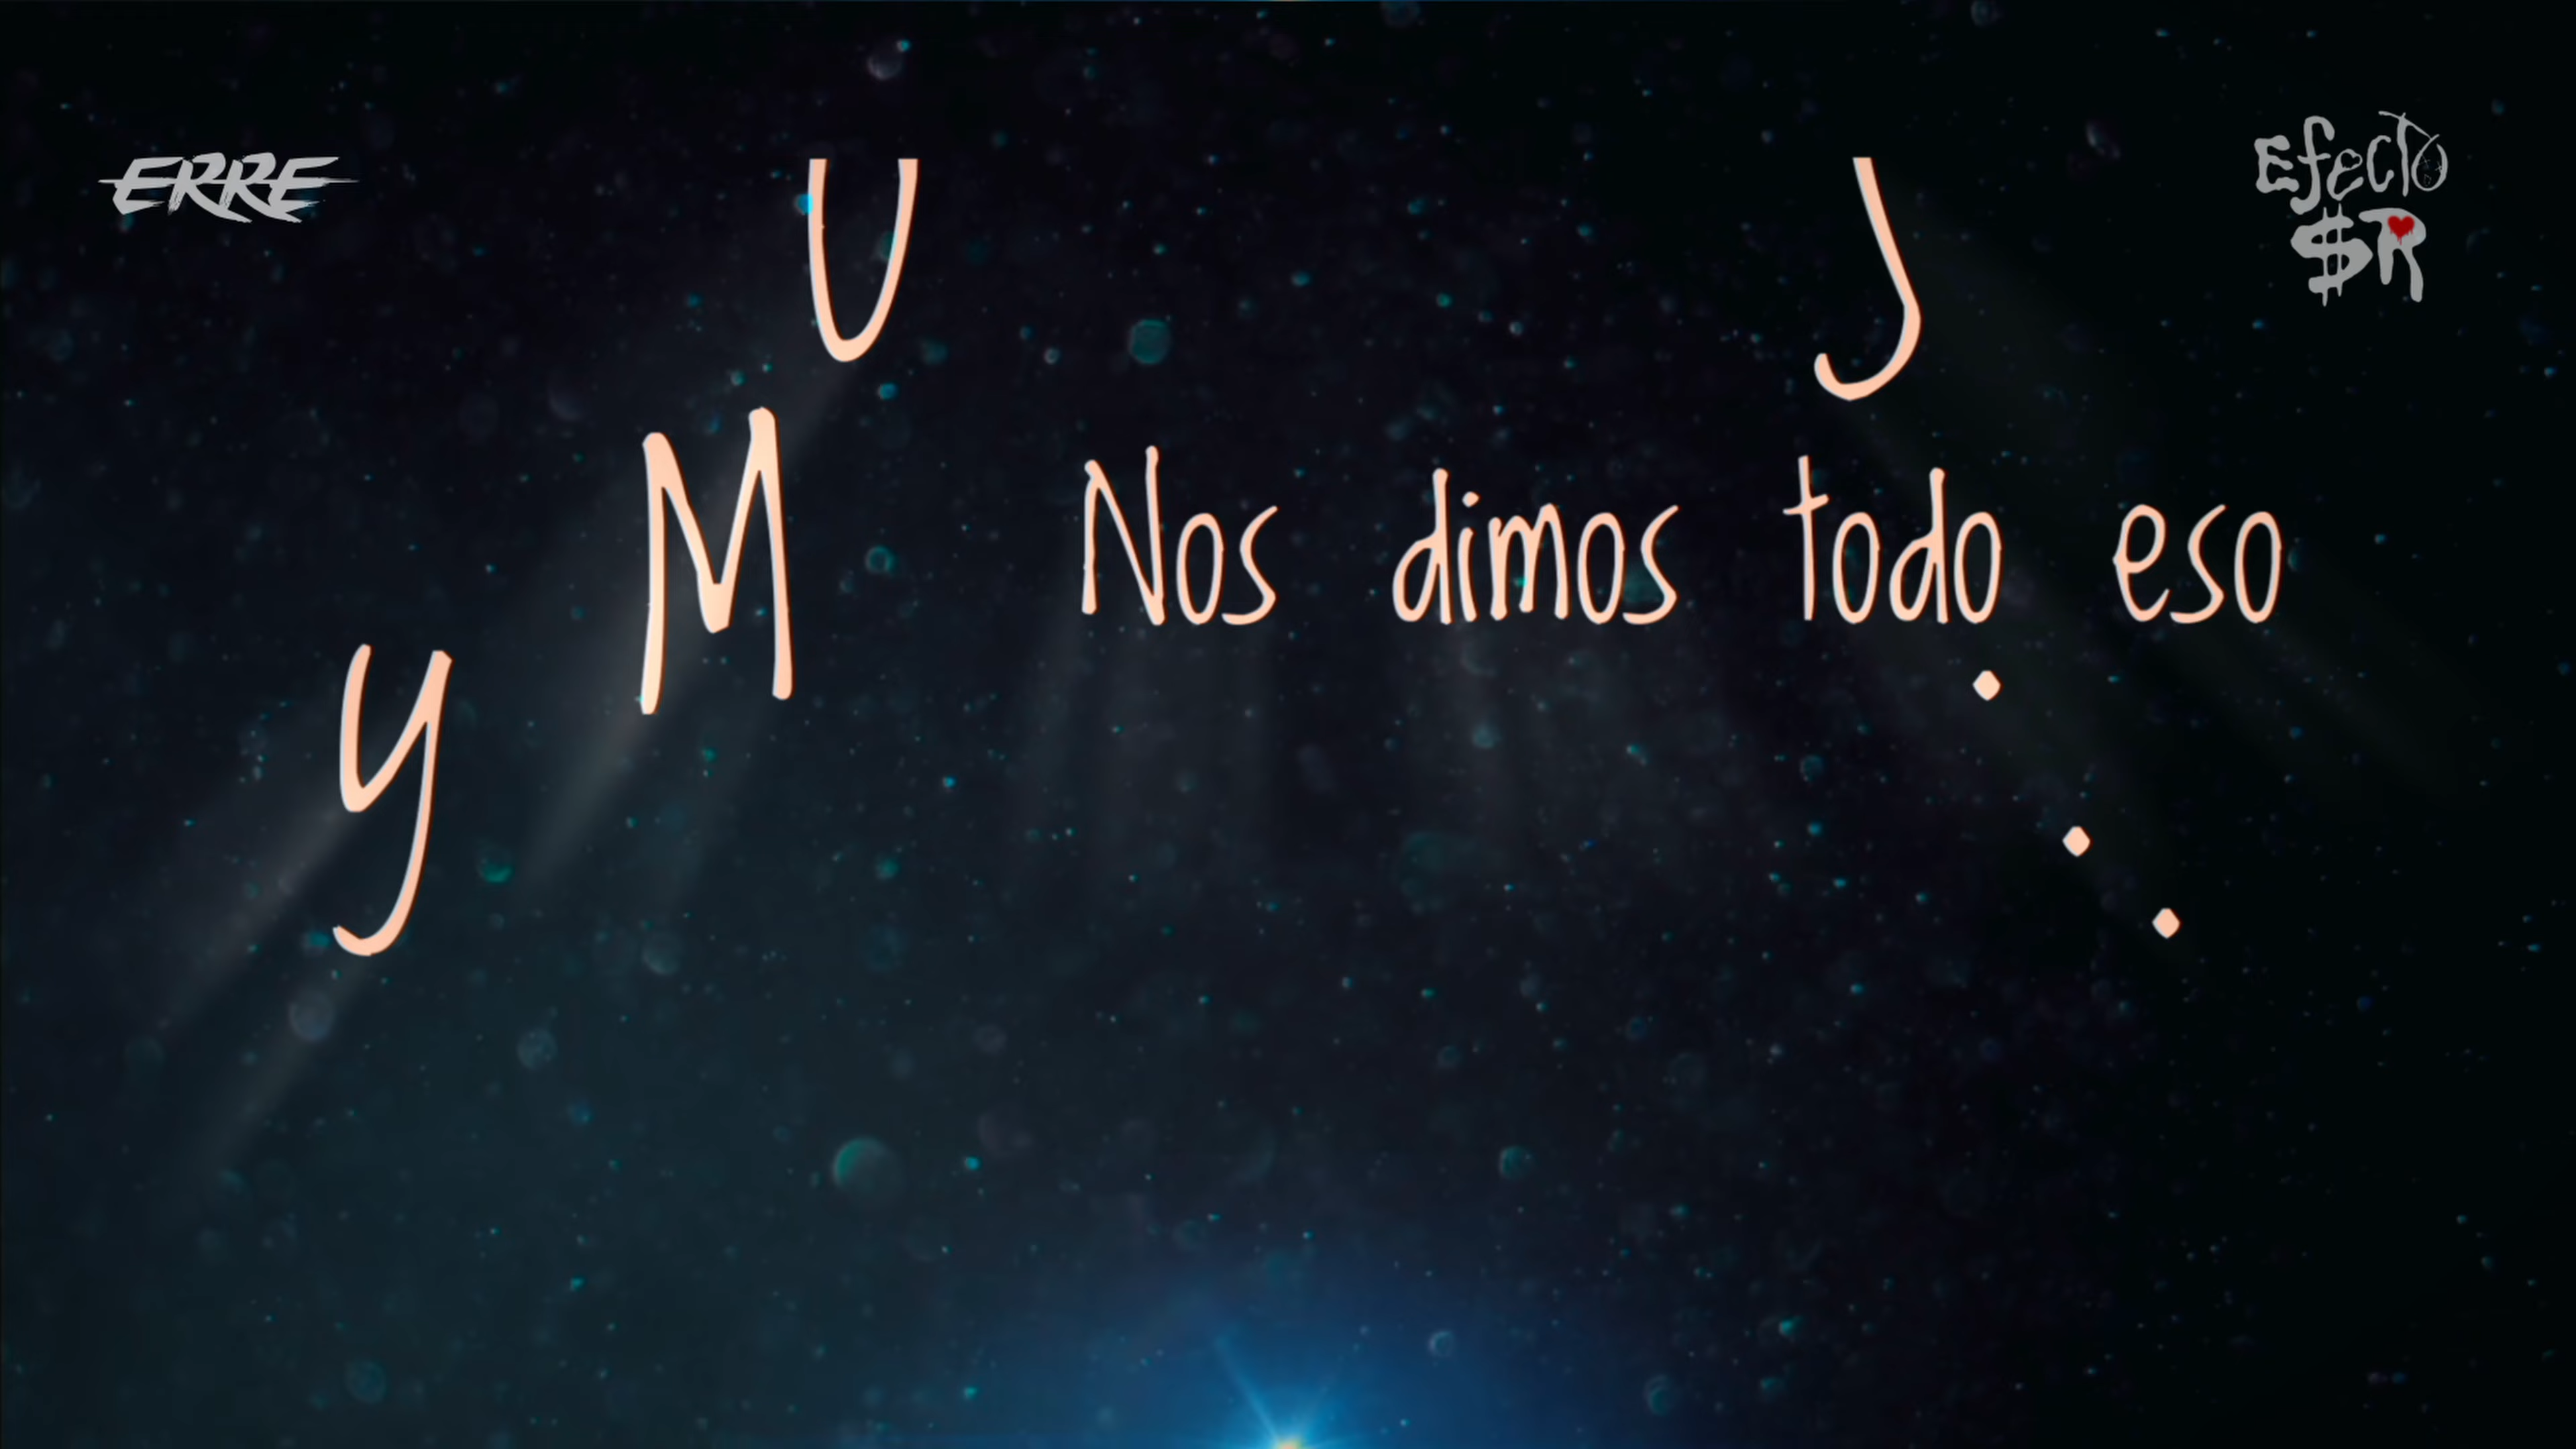 ERRE
Efecto
$R
U
J
M
Nos dimos todo eso
y
...